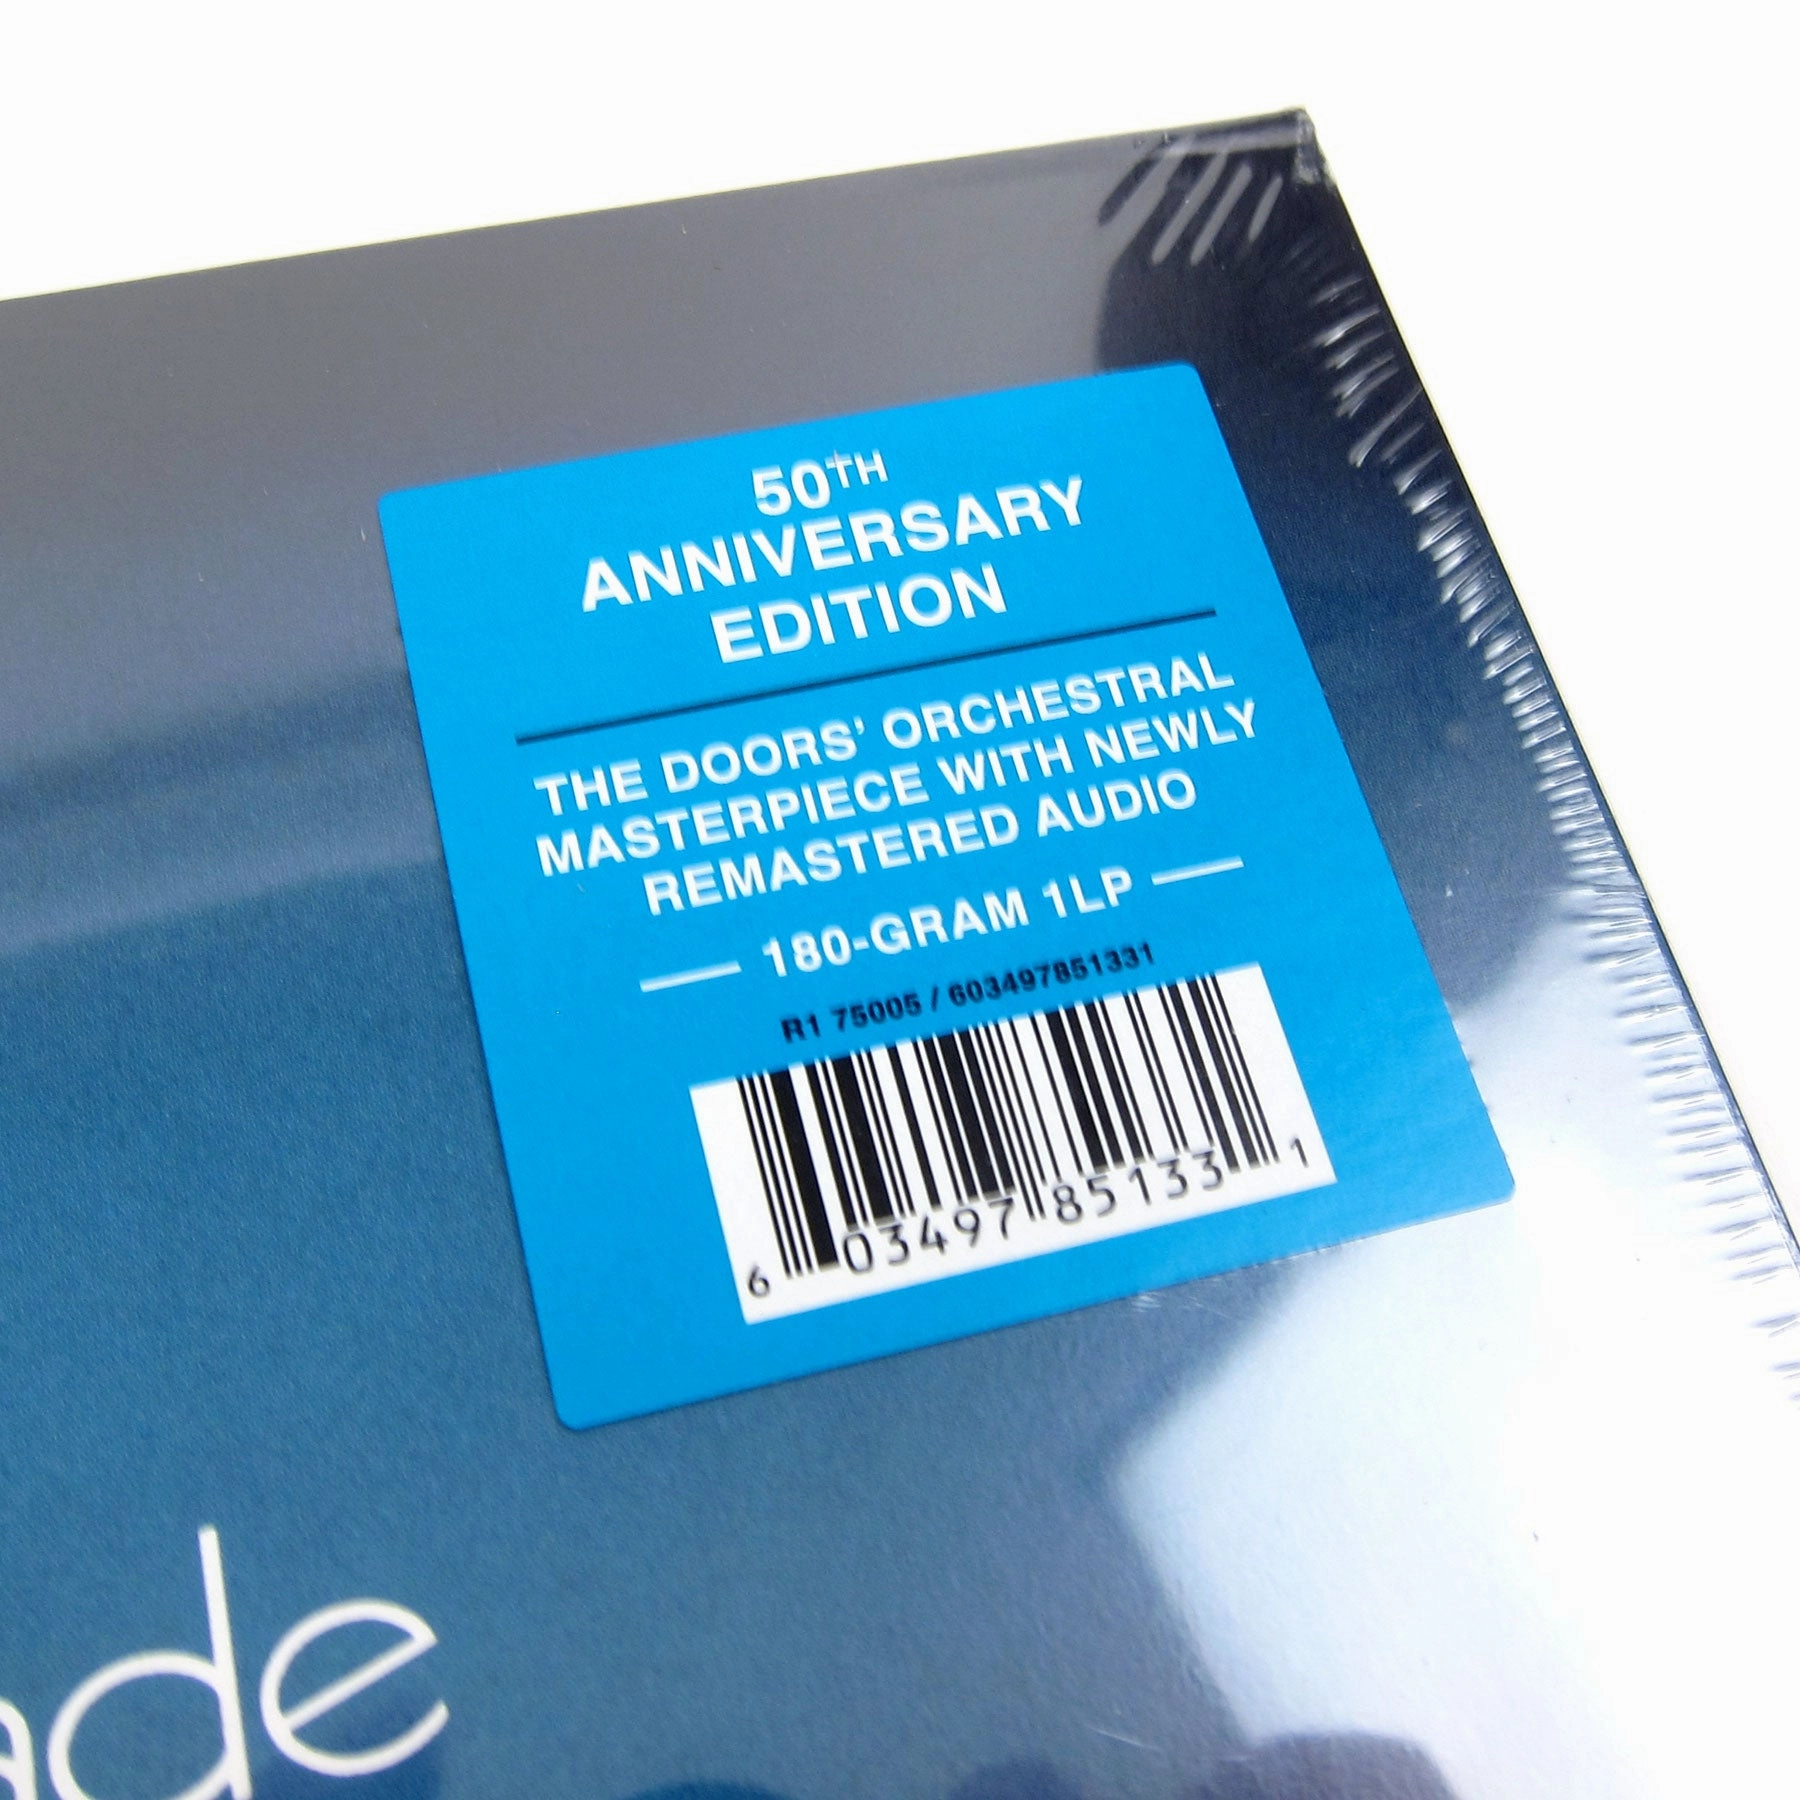 50TH
ANNIVERSARY
EDITION
THE DOORS’ ORCHESTRAL
MASTERPIECE WITH NEWLY
REMASTERED AUDIO
180-GRAM 1LP
R1 75005 / 603497851331
6 03497 85133 1
ade